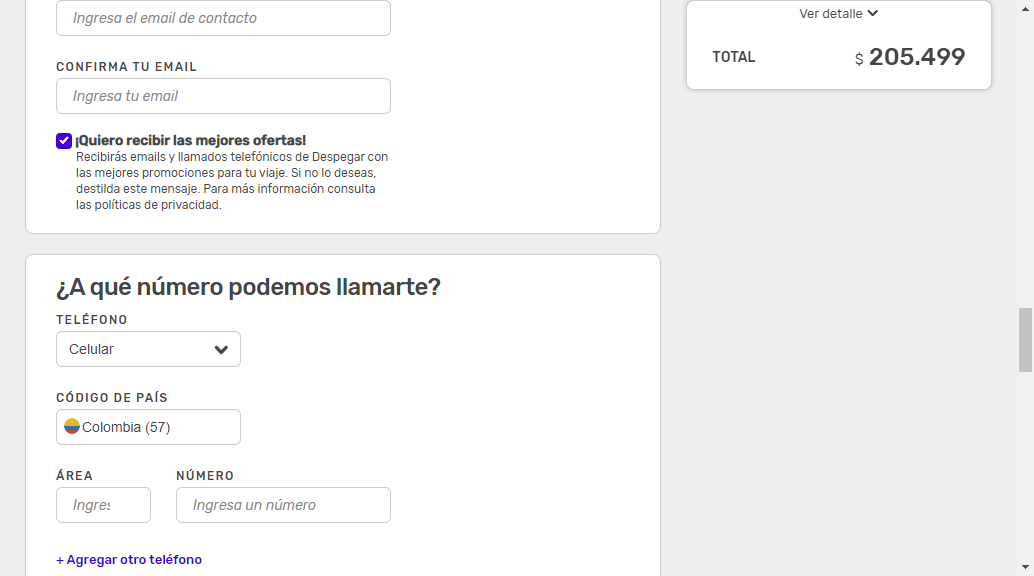 Ingresa el email de contacto
CONFIRMA TU EMAIL
Ingresa tu email
¡Quiero recibir las mejores ofertas!
Recibirás emails y llamados telefónicos de Despegar con
las mejores promociones para tu viaje. Si no lo deseas,
destilda este mensaje. Para más información consulta
las políticas de privacidad.
¿A qué número podemos llamarte?
TELÉFONO
Celular
CÓDIGO DE PAÍS
Colombia (57)
ÁREA NÚMERO
Ingres Ingresa un número
+ Agregar otro teléfono
Ver detalle
TOTAL $ 205.499